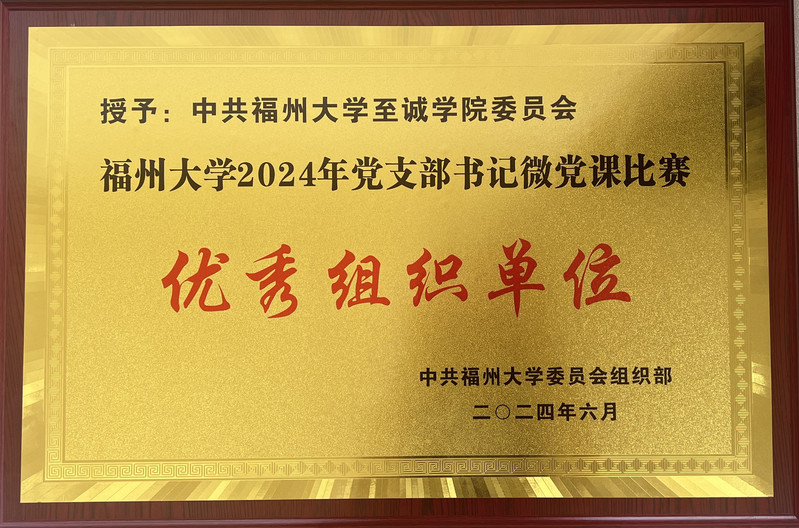 授予：中共福州大学至诚学院委员会
福州大学2024年党支部书记微党课比赛
优秀组织单位
中共福州大学委员会组织部
二〇二四年六月